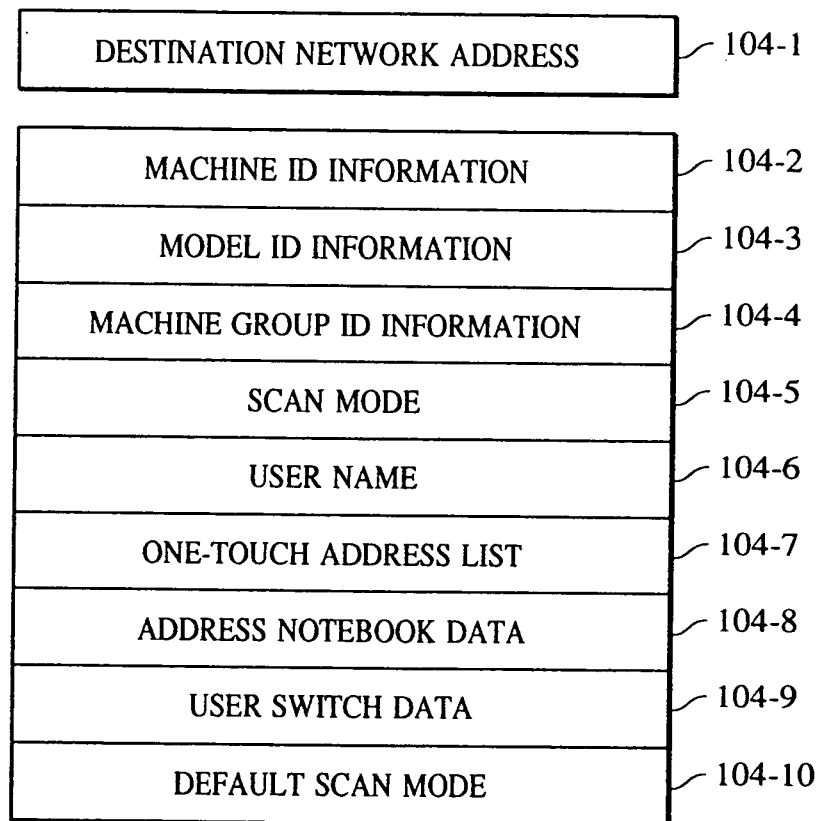 DESTINATION NETWORK ADDRESS 104-1
MACHINE ID INFORMATION 104-2
MODEL ID INFORMATION 104-3
MACHINE GROUP ID INFORMATION 104-4
SCAN MODE 104-5
USER NAME 104-6
ONE-TOUCH ADDRESS LIST 104-7
ADDRESS NOTEBOOK DATA 104-8
USER SWITCH DATA 104-9
DEFAULT SCAN MODE 104-10